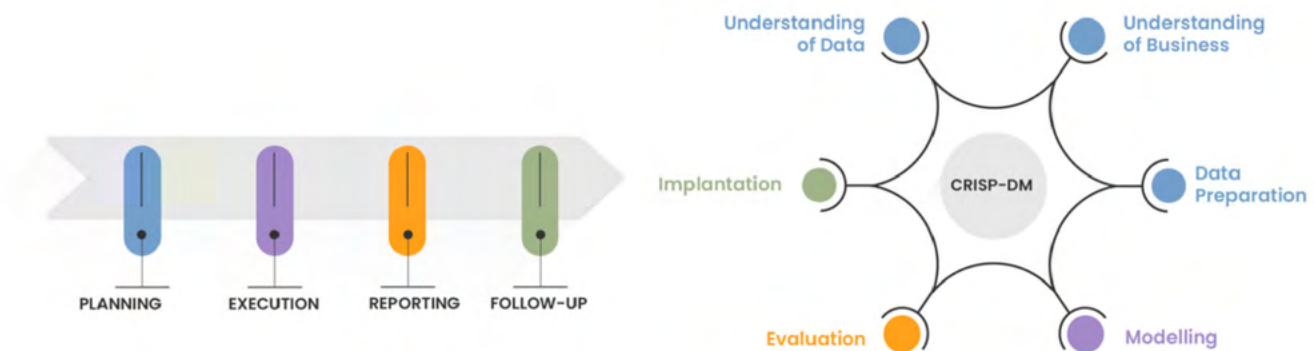 PLANNING
EXECUTION
REPORTING
FOLLOW-UP
Understanding
of Data
Understanding
of Business
Implantation
CRISP-DM
Data
Preparation
Evaluation
Modelling